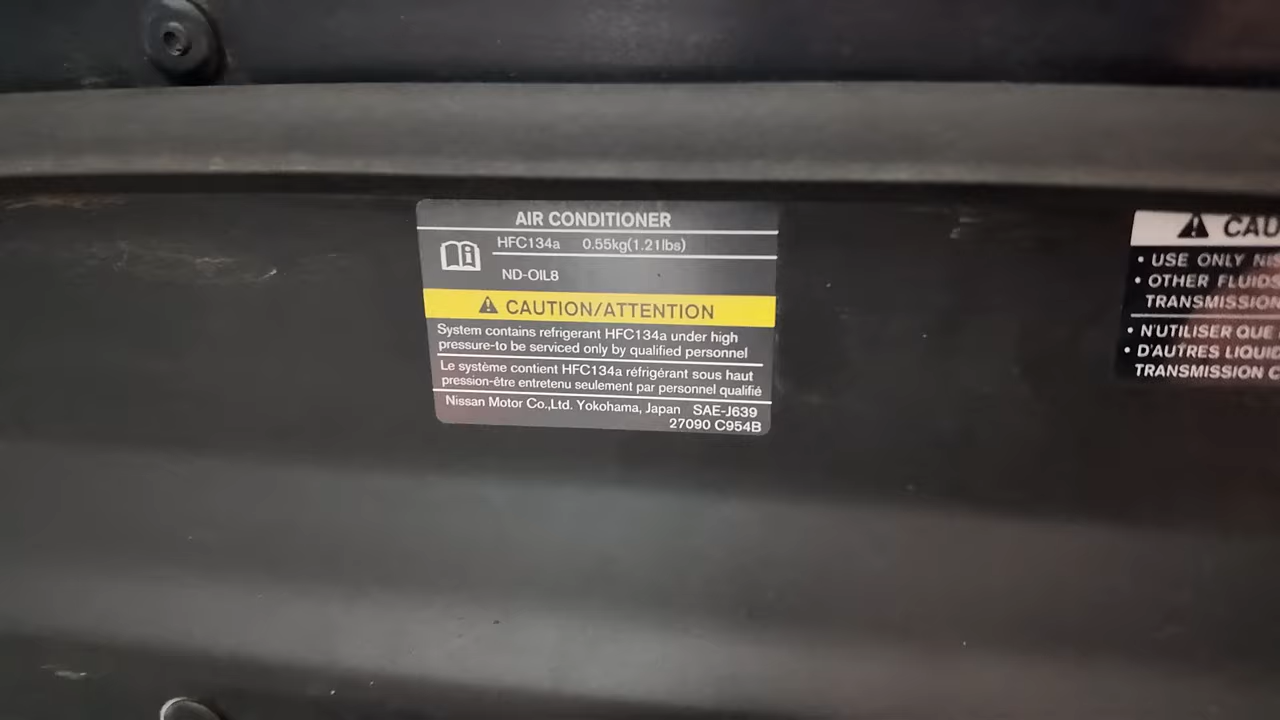 AIR CONDITIONER
HFC134a 0.55kg(1.21lbs)
ND-OIL8
CAUTION/ATTENTION
System contains refrigerant HFC134a under high
pressure-to be serviced only by qualified personnel
Le système contient HFC134a réfrigérant sous haut
pression-être entretenu seulement par personnel qualifié
Nissan Motor Co.,Ltd. Yokohama, Japan SAE-J639
27090 C954B
CAU
• USE ONLY NIS
• OTHER FLUIDS
TRANSMISSION
• N'UTILISER QUE
• D'AUTRES LIQUID
TRANSMISSION C